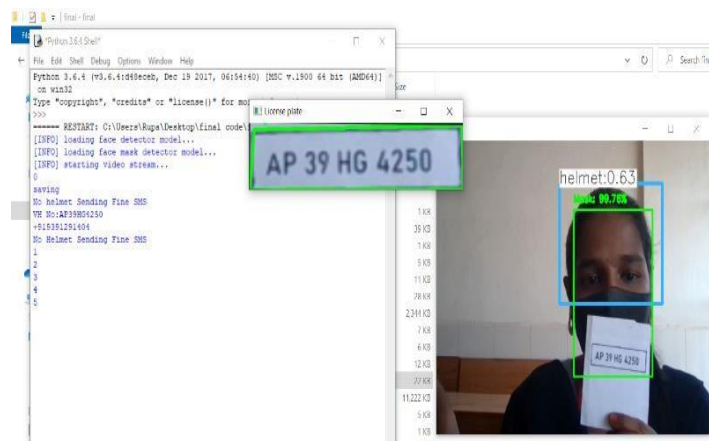 final - final
*Python 3.6.4 Shell*
File Edit Shell Debug Options Window Help
Python 3.6.4 (v3.6.4:d48eceb, Dec 19 2017, 06:54:40) [MSC v.1900 64 bit (AMD64)]
on win32
Type "copyright", "credits" or "license()" for mo
>>>
====== RESTART: C:\Users\Rupa\Desktop\final code\f
[INFO] loading face detector model...
[INFO] loading face mask detector model...
[INFO] starting video stream...
0
saving
No helmet Sending Fine SMS
VH No:AP39HG4250
+919391291404
No Helmet Sending Fine SMS
1
2
3
4
5
License plate
AP 39 HG 4250
Search fin
Size
1 KB
39 KB
1 KB
9 KB
11 KB
28 KB
2,344 KB
7 KB
6 KB
12 KB
22 KB
11,222 KB
5 KB
1 KB
helmet:0.63
Mask: 99.76%
AP 39 HG 4250